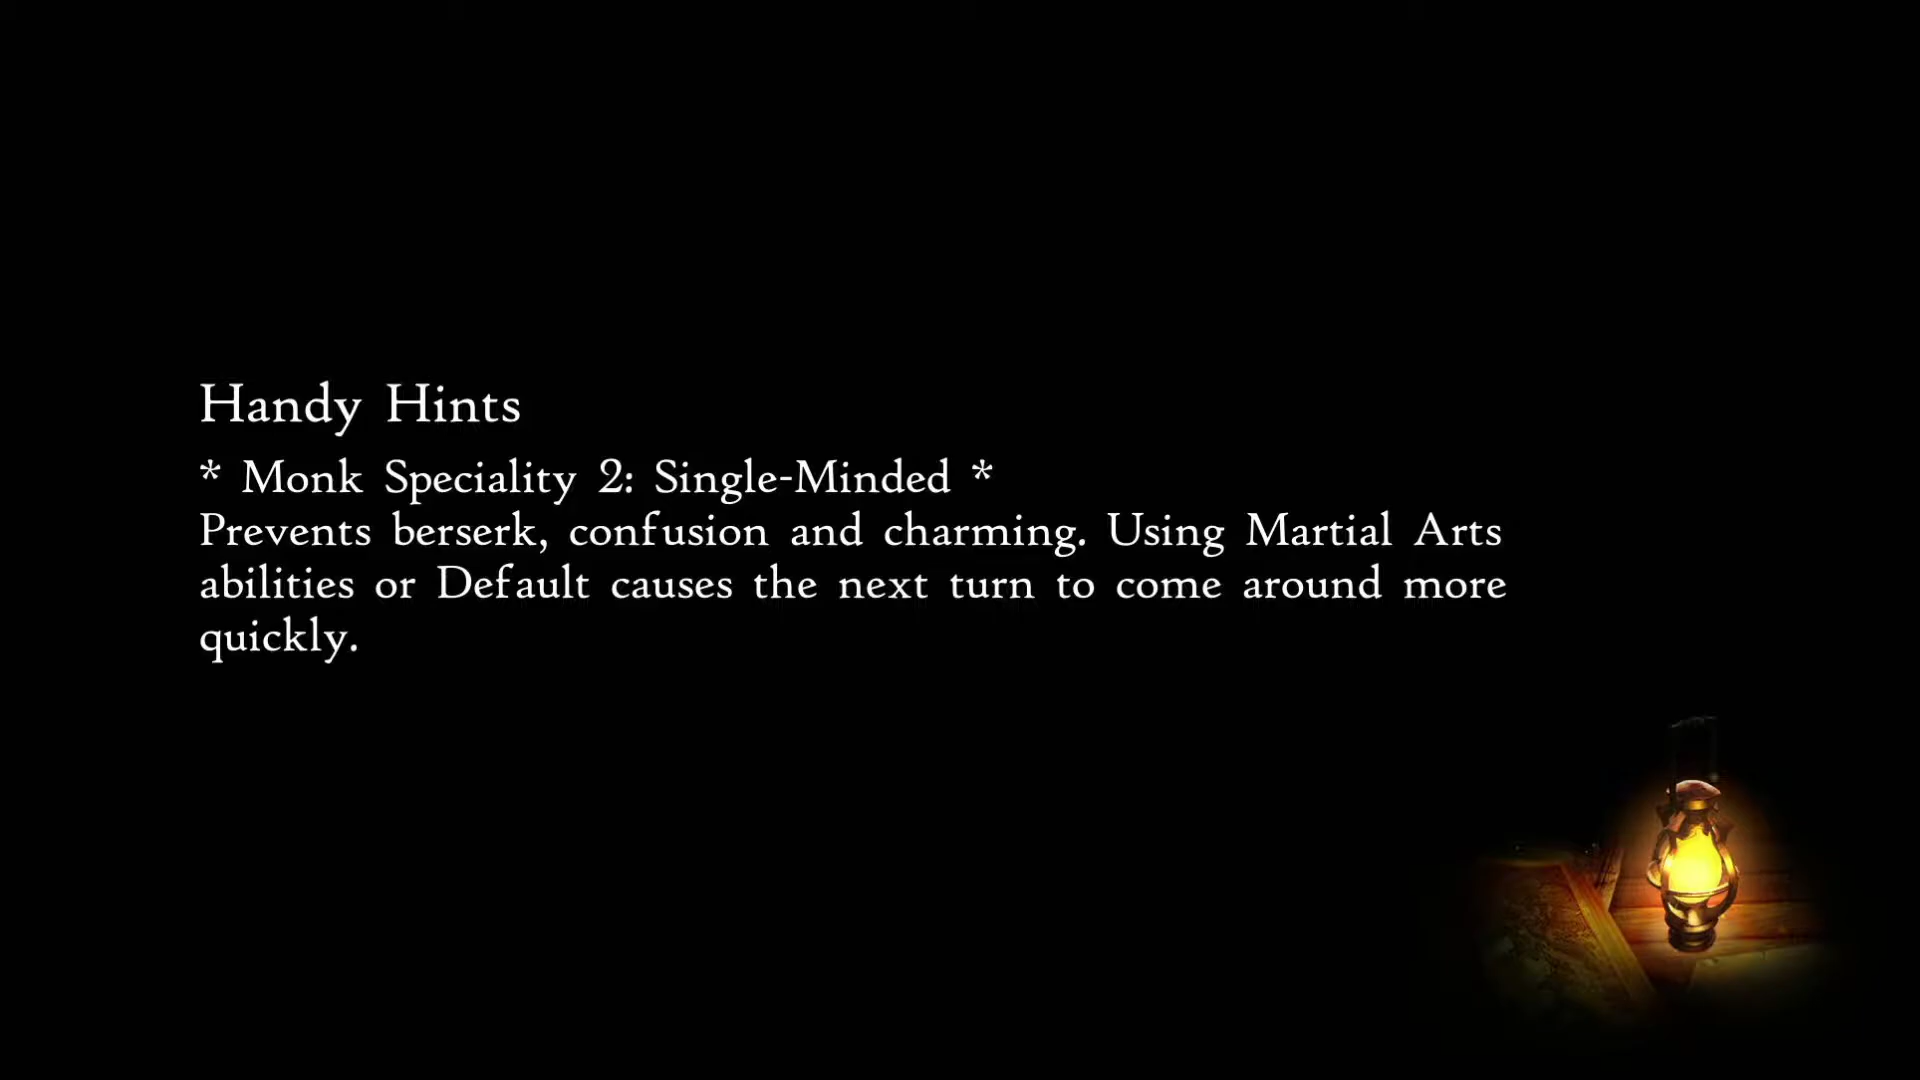 Handy Hints
* Monk Speciality 2: Single-Minded *
Prevents berserk, confusion and charming. Using Martial Arts
abilities or Default causes the next turn to come around more
quickly.